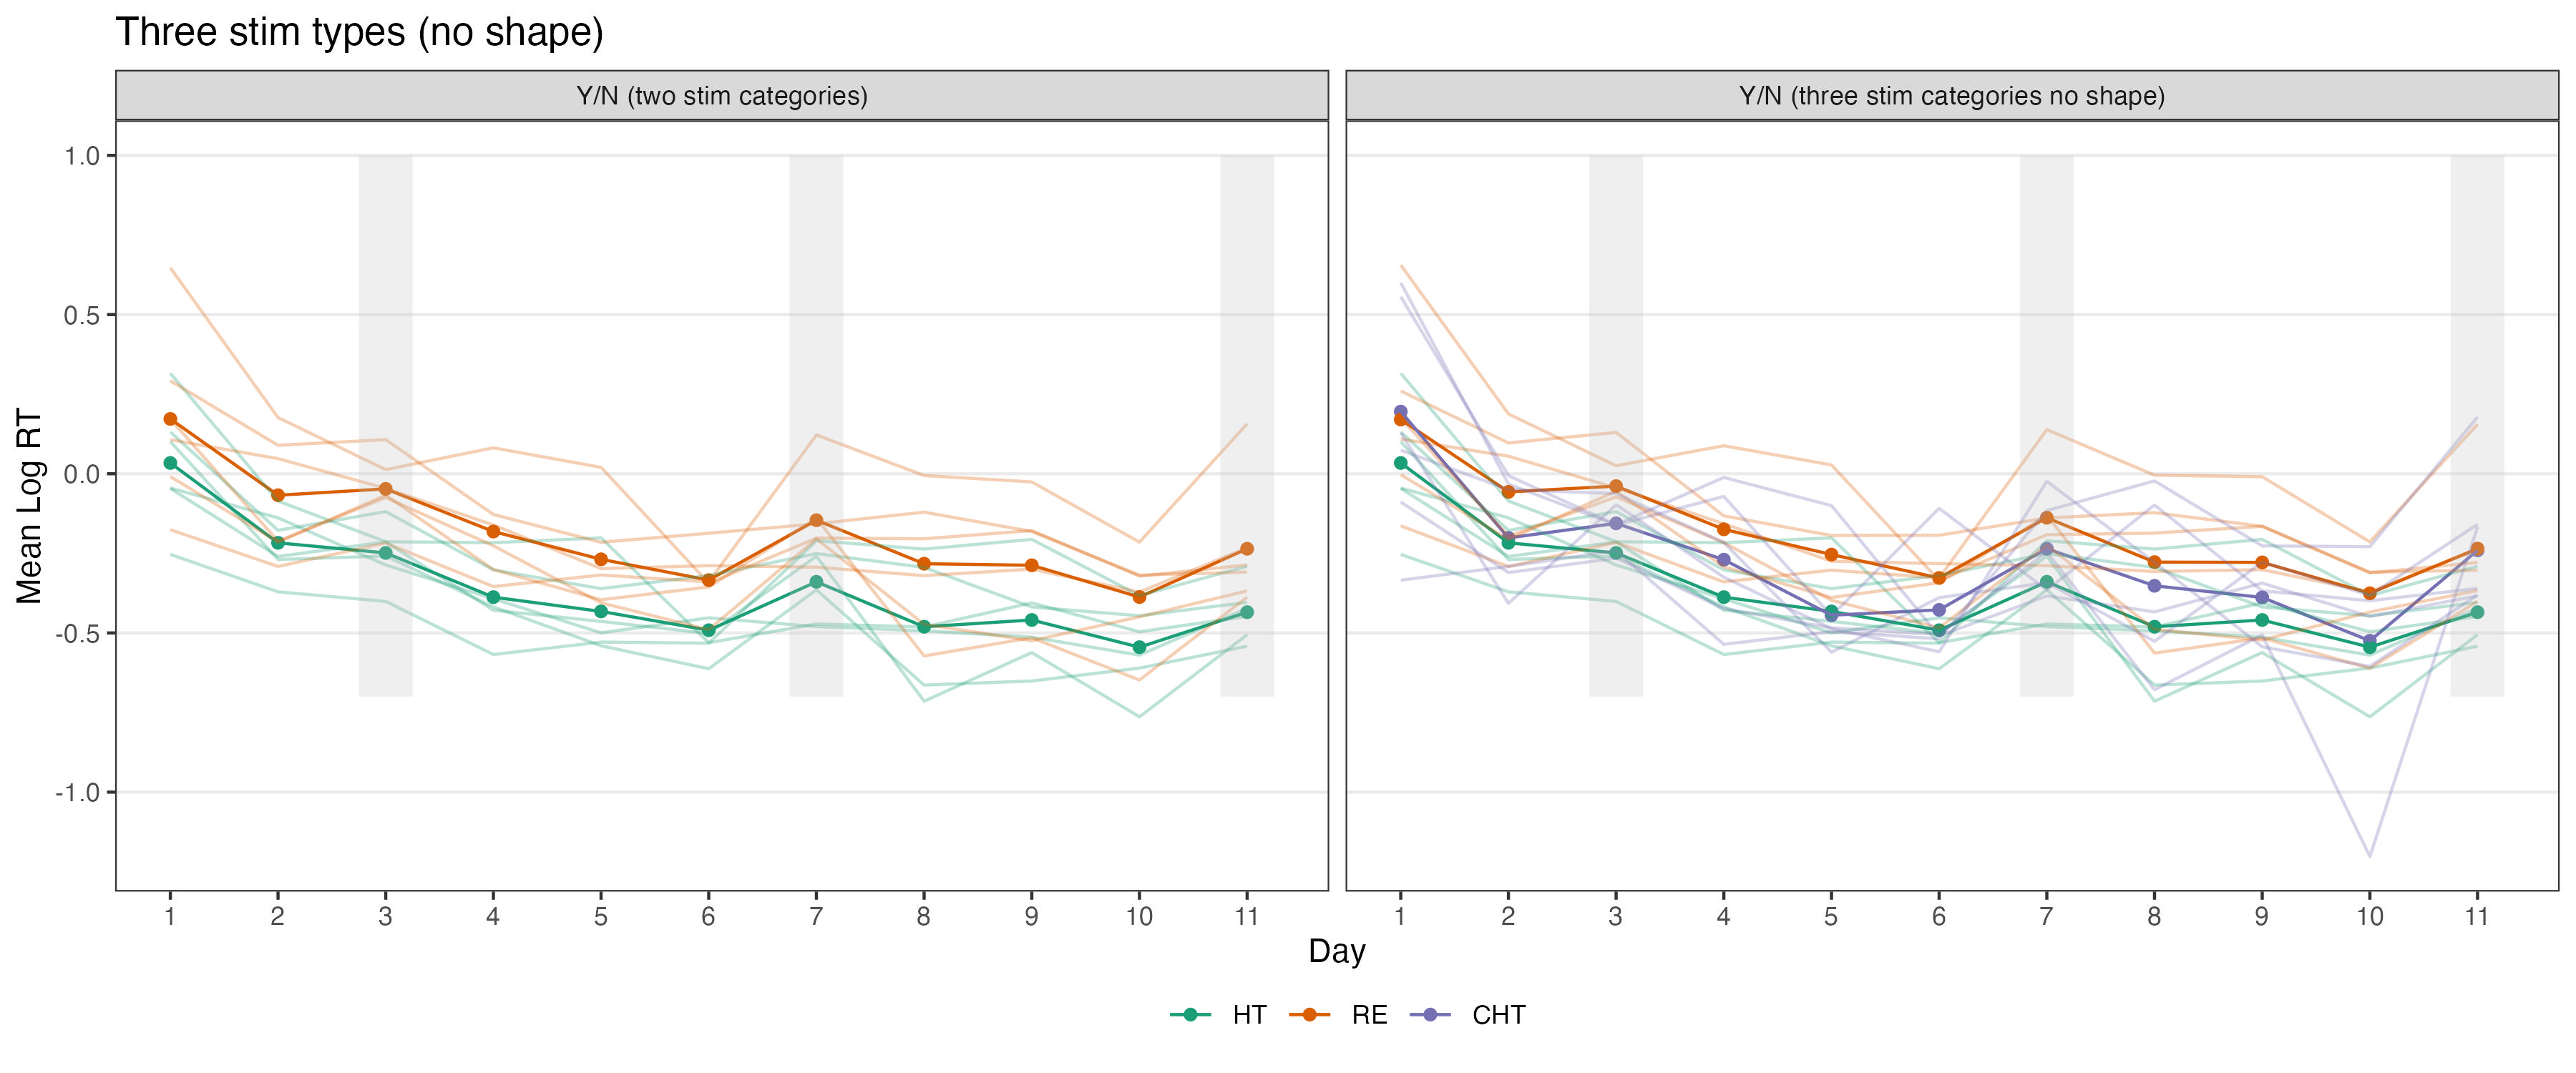 Three stim types (no shape)
Y/N (two stim categories)
Y/N (three stim categories no shape)
Mean Log RT
1.0
0.5
0.0
-0.5
-1.0
1 2 3 4 5 6 7 8 9 10 11
1 2 3 4 5 6 7 8 9 10 11
Day
HT RE CHT